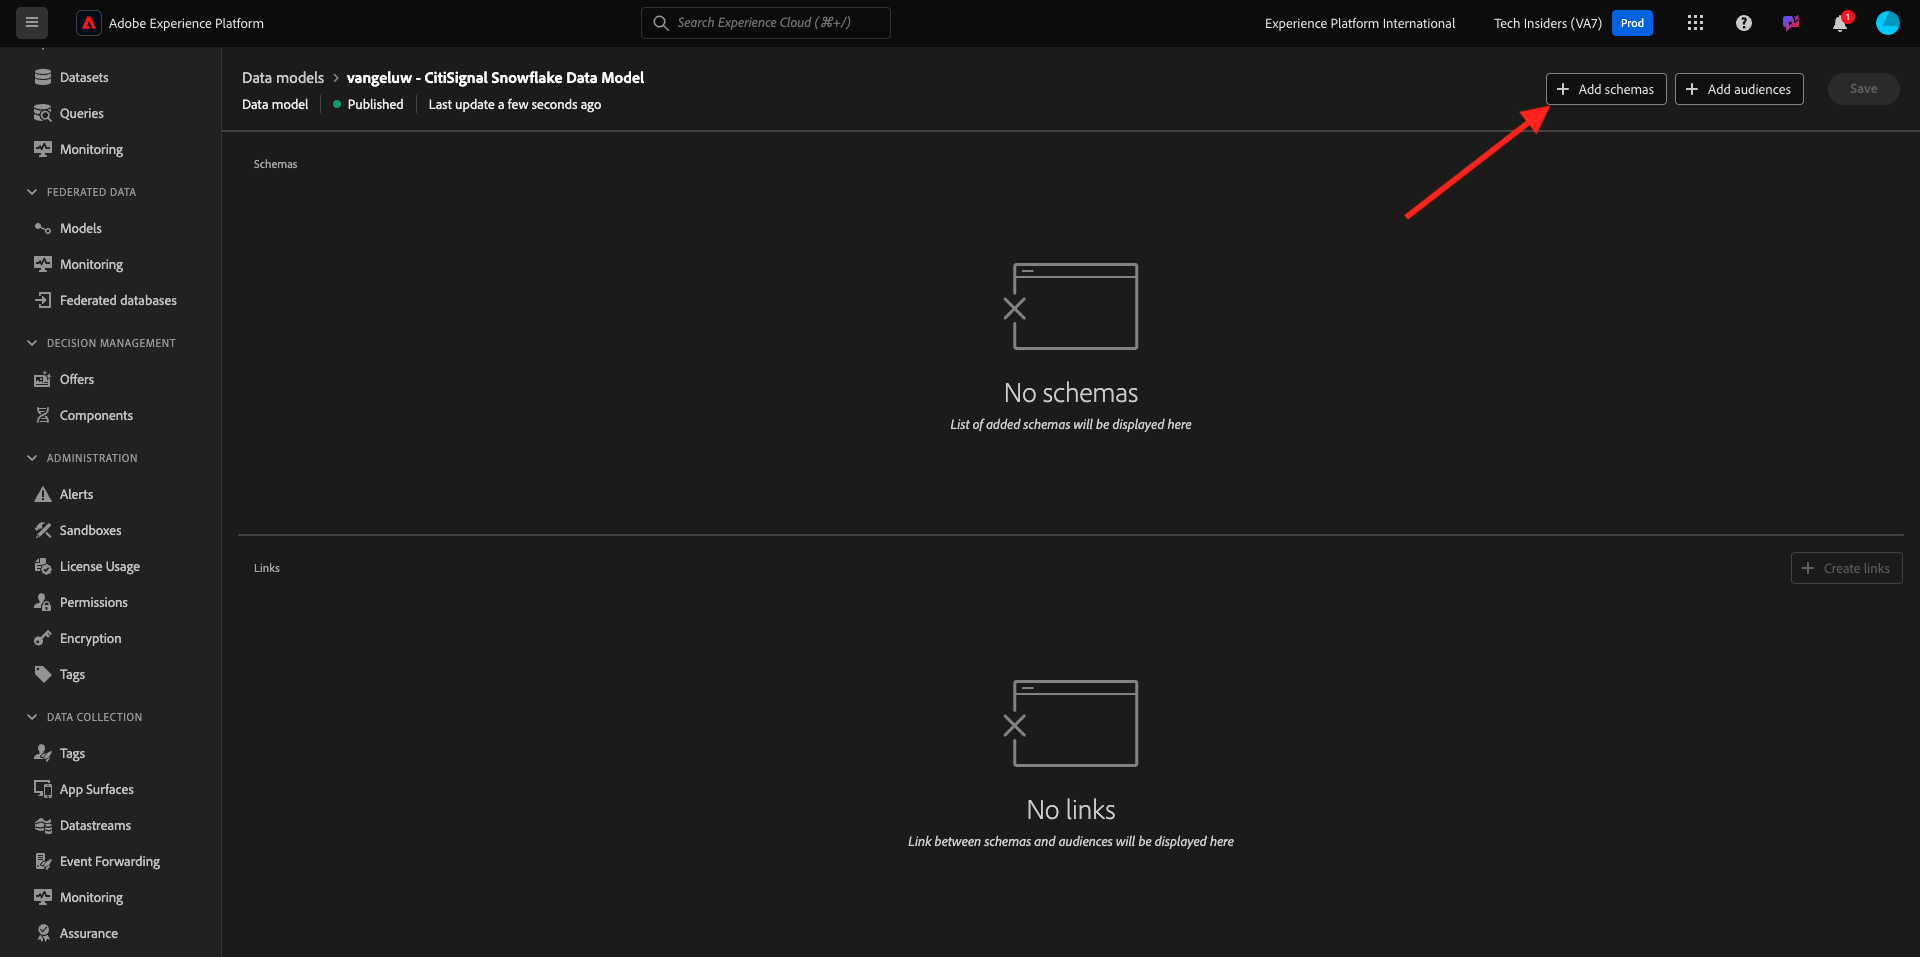 Adobe Experience Platform
Search Experience Cloud (⌘+/)
Experience Platform International
Tech Insiders (VA7)
Prod
1
Datasets
Queries
Monitoring
FEDERATED DATA
Models
Monitoring
Federated databases
DECISION MANAGEMENT
Offers
Components
ADMINISTRATION
Alerts
Sandboxes
License Usage
Permissions
Encryption
Tags
DATA COLLECTION
Tags
App Surfaces
Datastreams
Event Forwarding
Monitoring
Assurance
Data models > vangeluw - CitiSignal Snowflake Data Model
Data model
Published
Last update a few seconds ago
+ Add schemas
+ Add audiences
Save
Schemas
No schemas
List of added schemas will be displayed here
Links
+ Create links
No links
Link between schemas and audiences will be displayed here